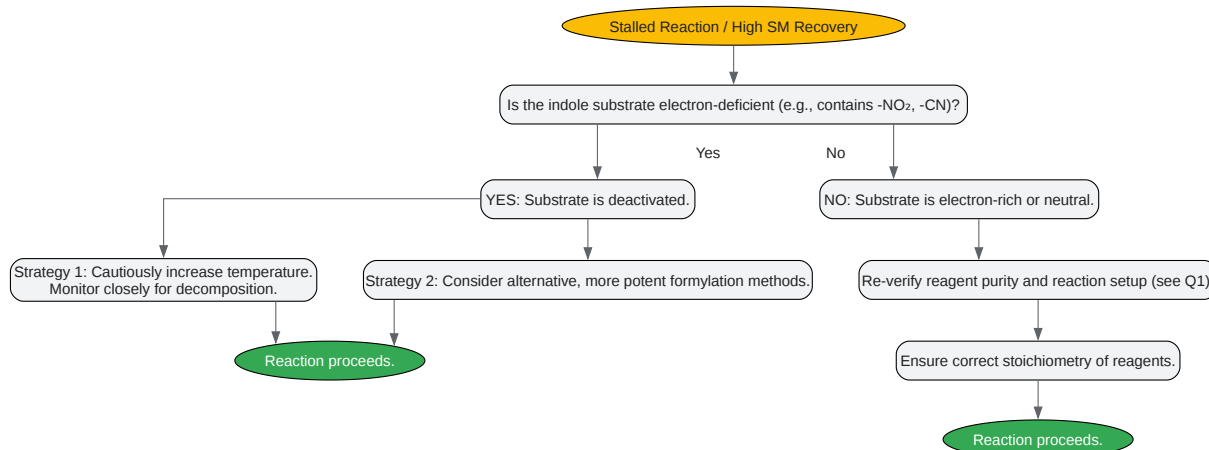 Stalled Reaction / High SM Recovery
Is the indole substrate electron-deficient (e.g., contains -NO₂, -CN)?
Yes
No
YES: Substrate is deactivated.
NO: Substrate is electron-rich or neutral.
Strategy 1: Cautiously increase temperature.
Monitor closely for decomposition.
Strategy 2: Consider alternative, more potent formylation methods.
Re-verify reagent purity and reaction setup (see Q1)
Reaction proceeds.
Ensure correct stoichiometry of reagents.
Reaction proceeds.